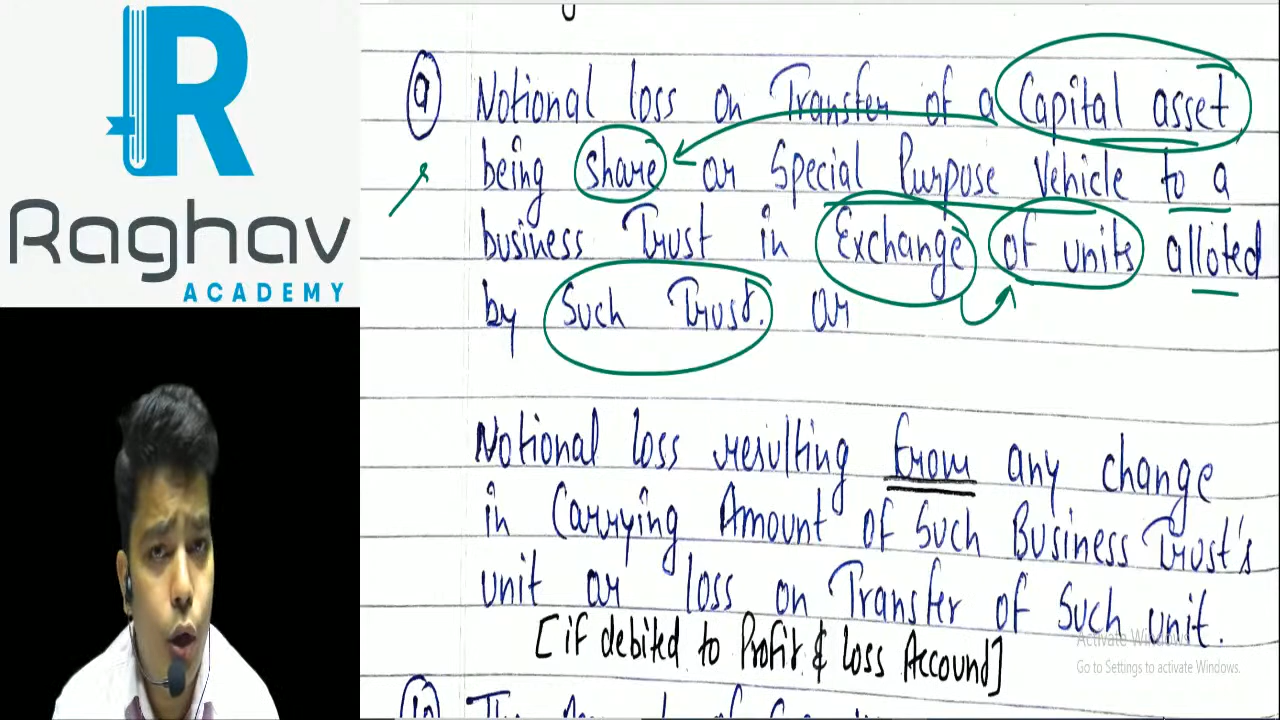 R
Raghav
ACADEMY
9 Notional loss on Transfer of a Capital asset
being share or Special Purpose Vehicle to a
business Trust in Exchange of units alloted
by Such Trust. or
Notional loss resulting from any change
in Carrying Amount of Such Business Trust's
unit or loss on Transfer of Such unit.
[if debited to Profit & loss Accound]
Activate Windows
Go to Settings to activate Windows.
10